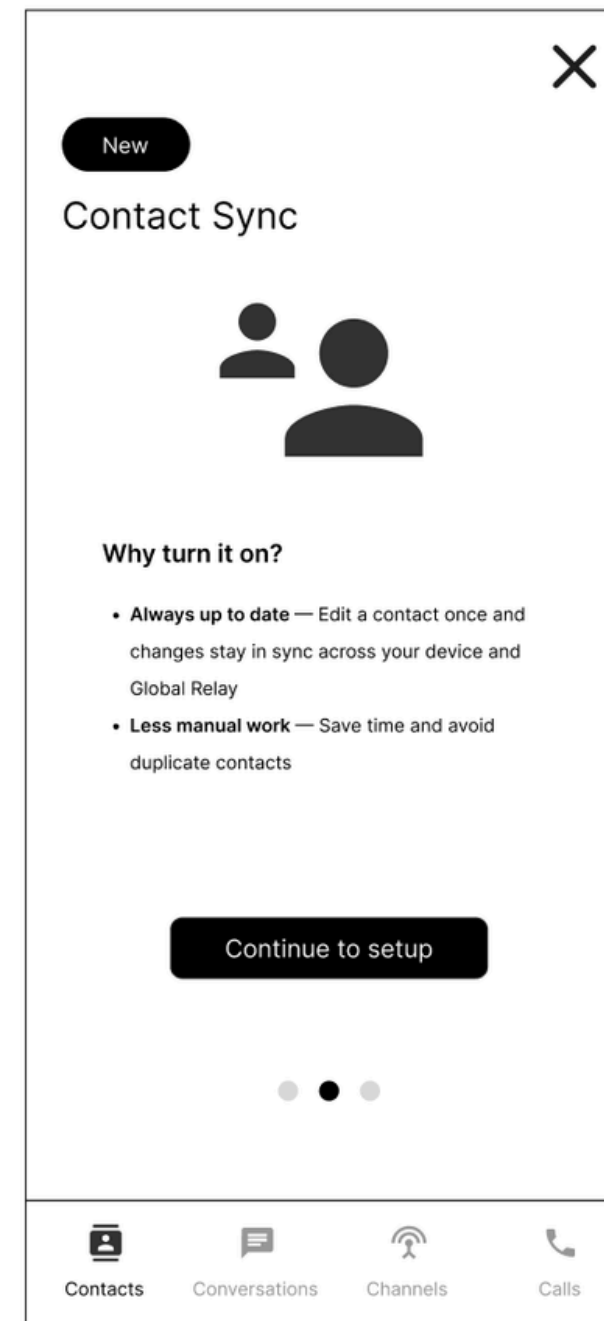 New
Contact Sync
Why turn it on?
• Always up to date — Edit a contact once and
changes stay in sync across your device and
Global Relay
• Less manual work — Save time and avoid
duplicate contacts
Continue to setup
Contacts
Conversations
Channels
Calls